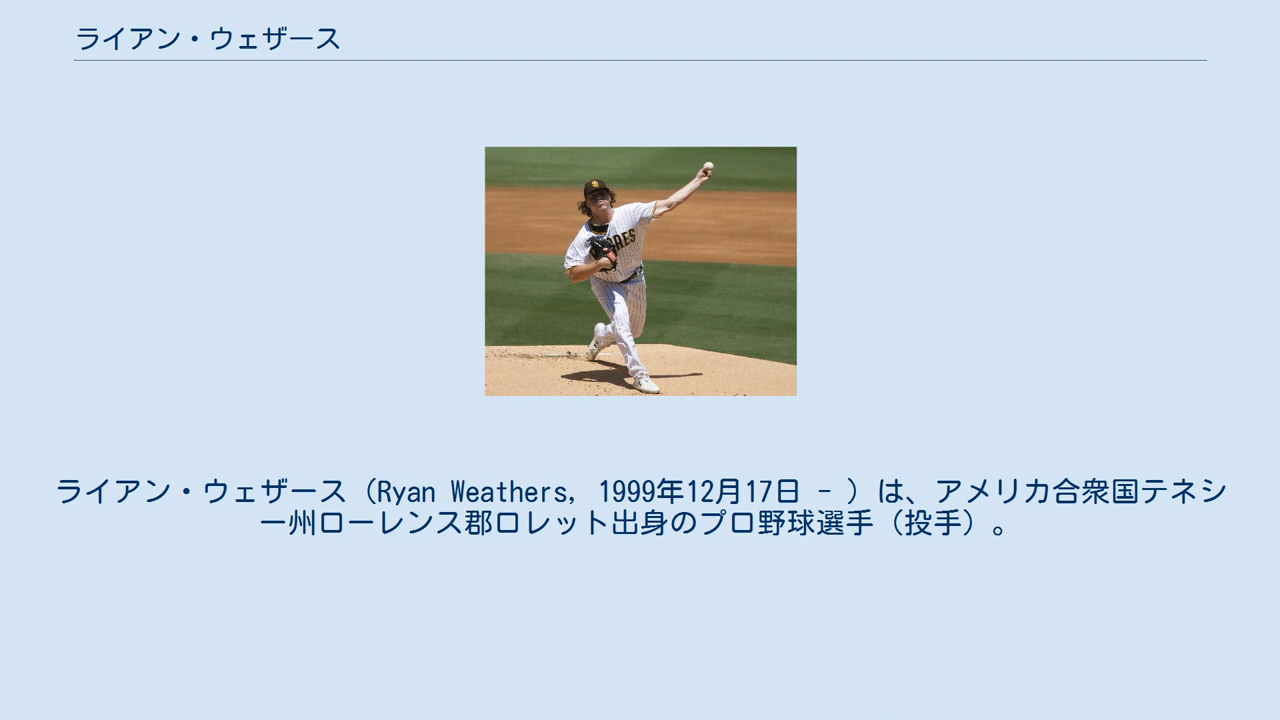 ライアン・ウェザース
RES
ライアン・ウェザース（Ryan Weathers, 1999年12月17日 - ）は、アメリカ合衆国テネシ
ー州ローレンス郡ロレット出身のプロ野球選手（投手）。